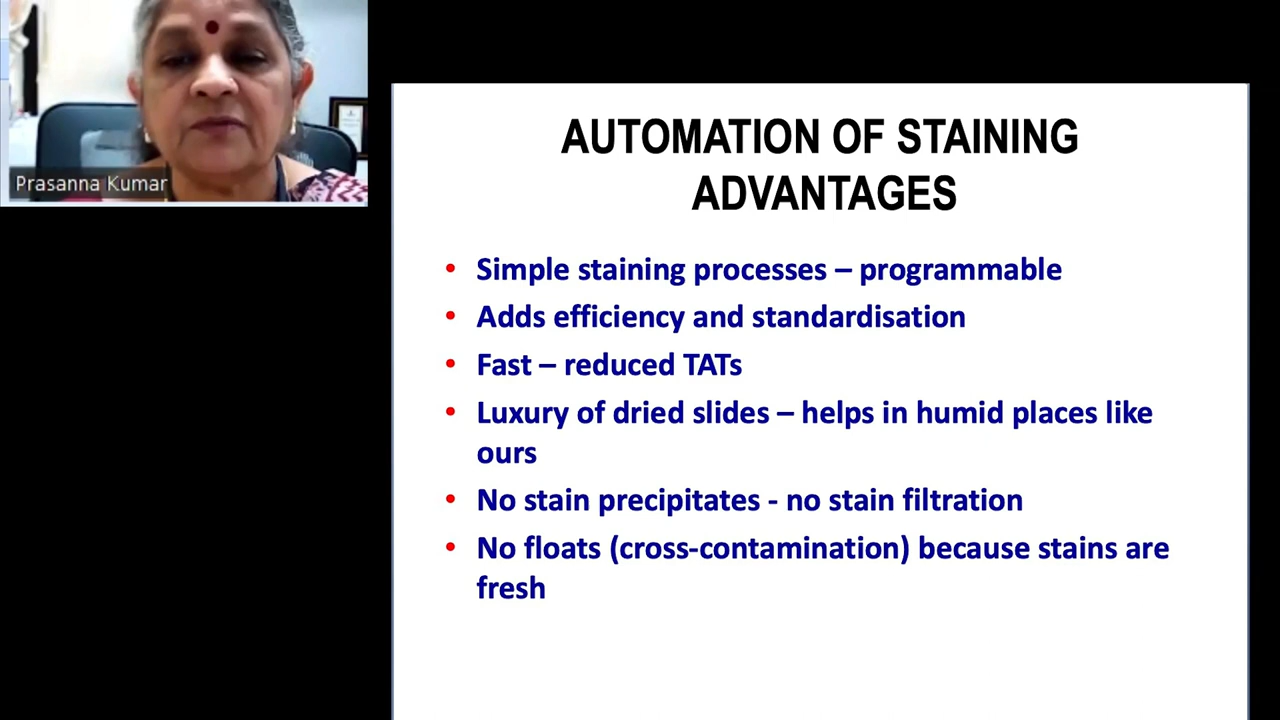 Prasanna Kumar
AUTOMATION OF STAINING
ADVANTAGES
• Simple staining processes – programmable
• Adds efficiency and standardisation
• Fast – reduced TATs
• Luxury of dried slides – helps in humid places like
ours
• No stain precipitates - no stain filtration
• No floats (cross-contamination) because stains are
fresh